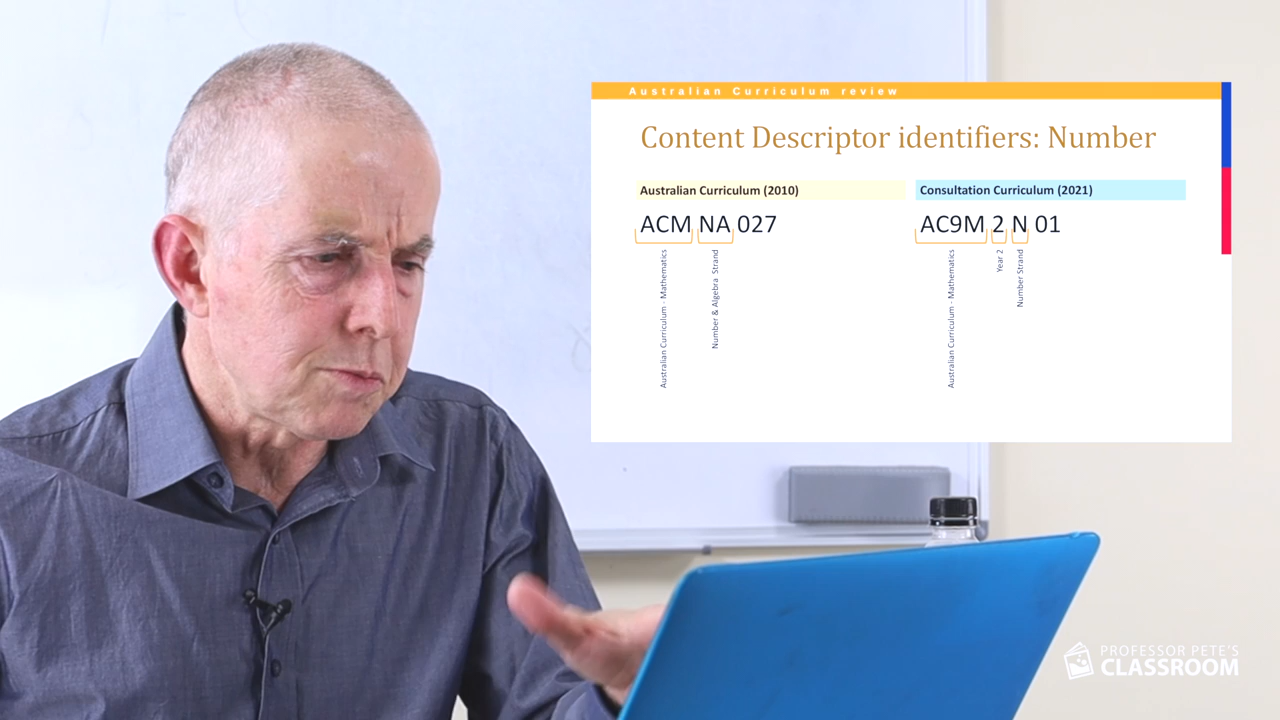 Australian Curriculum review
Content Descriptor identifiers: Number
Australian Curriculum (2010)
ACM NA 027
Australian Curriculum - Mathematics
Number & Algebra Strand
Consultation Curriculum (2021)
AC9M 2 N 01
Australian Curriculum - Mathematics
Year 2
Number Strand
PROFESSOR PETE'S
CLASSROOM